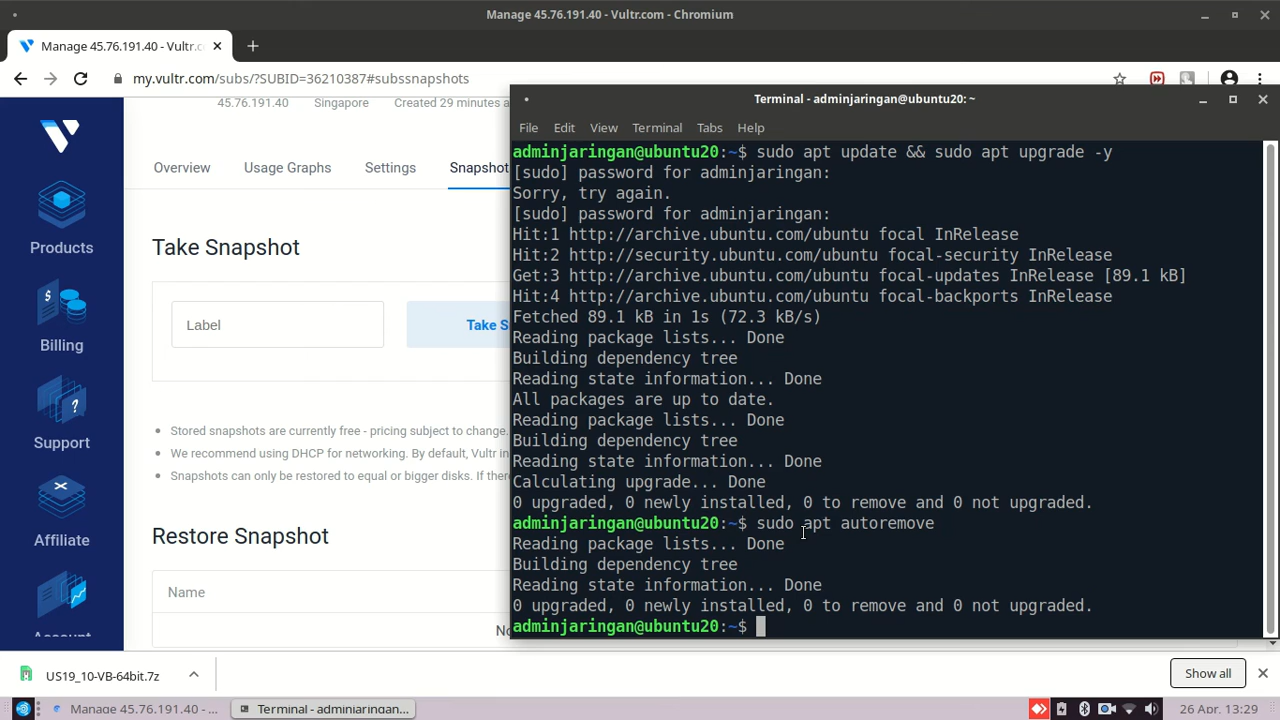 Manage 45.76.191.40 - Vultr.com - Chromium
Manage 45.76.191.40 - Vultr.c
my.vultr.com/subs/?SUBID=36210387#subssnapshots
45.76.191.40 Singapore Created 29 minutes a
Overview Usage Graphs Settings Snapshot
Products
Billing
Support
Affiliate
Account
Take Snapshot
Label
Take S
Stored snapshots are currently free - pricing subject to change.
We recommend using DHCP for networking. By default, Vultr in
Snapshots can only be restored to equal or bigger disks. If ther
Restore Snapshot
Name
No
Terminal - adminjaringan@ubuntu20: ~
File Edit View Terminal Tabs Help
adminjaringan@ubuntu20:~$ sudo apt update && sudo apt upgrade -y
[sudo] password for adminjaringan:
Sorry, try again.
[sudo] password for adminjaringan:
Hit:1 http://archive.ubuntu.com/ubuntu focal InRelease
Hit:2 http://security.ubuntu.com/ubuntu focal-security InRelease
Get:3 http://archive.ubuntu.com/ubuntu focal-updates InRelease [89.1 kB]
Hit:4 http://archive.ubuntu.com/ubuntu focal-backports InRelease
Fetched 89.1 kB in 1s (72.3 kB/s)
Reading package lists... Done
Building dependency tree
Reading state information... Done
All packages are up to date.
Reading package lists... Done
Building dependency tree
Reading state information... Done
Calculating upgrade... Done
0 upgraded, 0 newly installed, 0 to remove and 0 not upgraded.
adminjaringan@ubuntu20:~$ sudo apt autoremove
Reading package lists... Done
Building dependency tree
Reading state information... Done
0 upgraded, 0 newly installed, 0 to remove and 0 not upgraded.
adminjaringan@ubuntu20:~$
US19_10-VB-64bit.7z
Show all
Manage 45.76.191.40 - ...
Terminal - adminjaringan...
26 Apr. 13:29